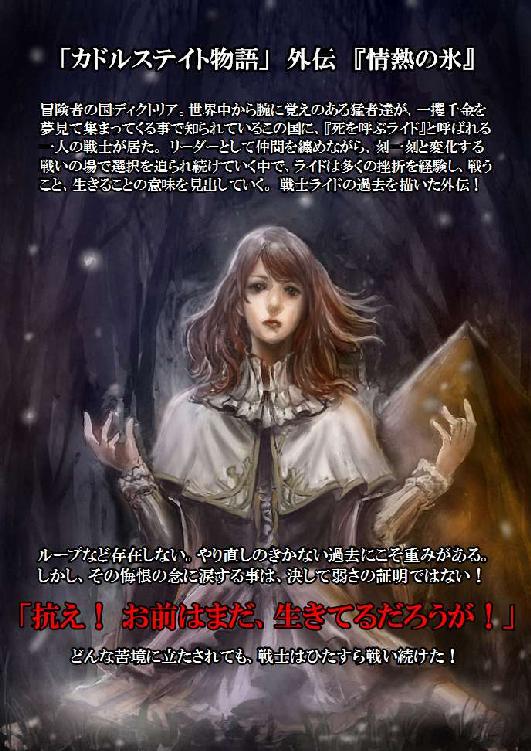 「カドルステイト物語」 外伝 『情熱の氷』
冒険者の国ディクトリア。世界中から腕に覚えのある猛者達が、一攫千金を
夢見て集まってくる事で知られているこの国に、『死を呼ぶライド』と呼ばれる
一人の戦士が居た。リーダーとして仲間を纏めながら、刻一刻と変化する
戦いの場で選択を迫られ続けていく中で、ライドは多くの挫折を経験し、戦う
こと、生きることの意味を見出していく。戦士ライドの過去を描いた外伝！
ループなど存在しない。やり直しのきかない過去にこそ重みがある。
しかし、その悔恨の念に涙する事は、決して弱さの証明ではない！
「抗え！ お前はまだ、生きてるだろうが！」
どんな苦境に立たされても、戦士はひたすら戦い続けた！